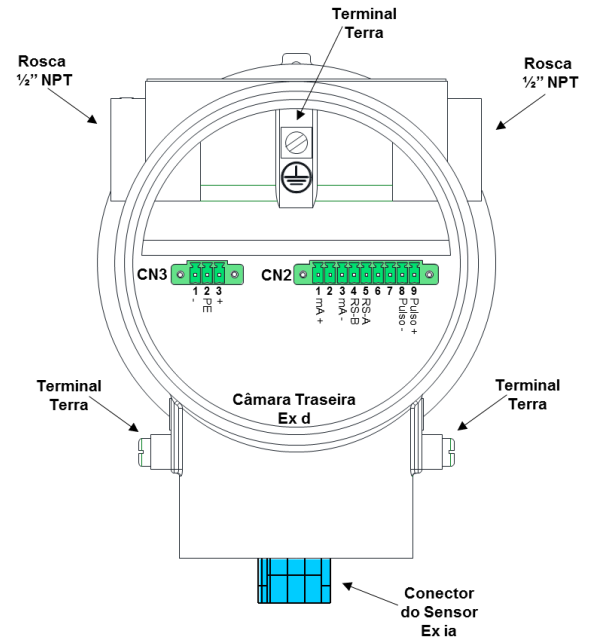 Terminal
Terra
Rosca
½” NPT
Rosca
½” NPT
CN3
CN2
1 2 3
- PE +
1 2 3 4 5 6 7 8 9
mA + mA - RS-B RS-A Pulso - Pulso +
Terminal
Terra
Terminal
Terra
Câmara Traseira
Ex d
Conector
do Sensor
Ex ia